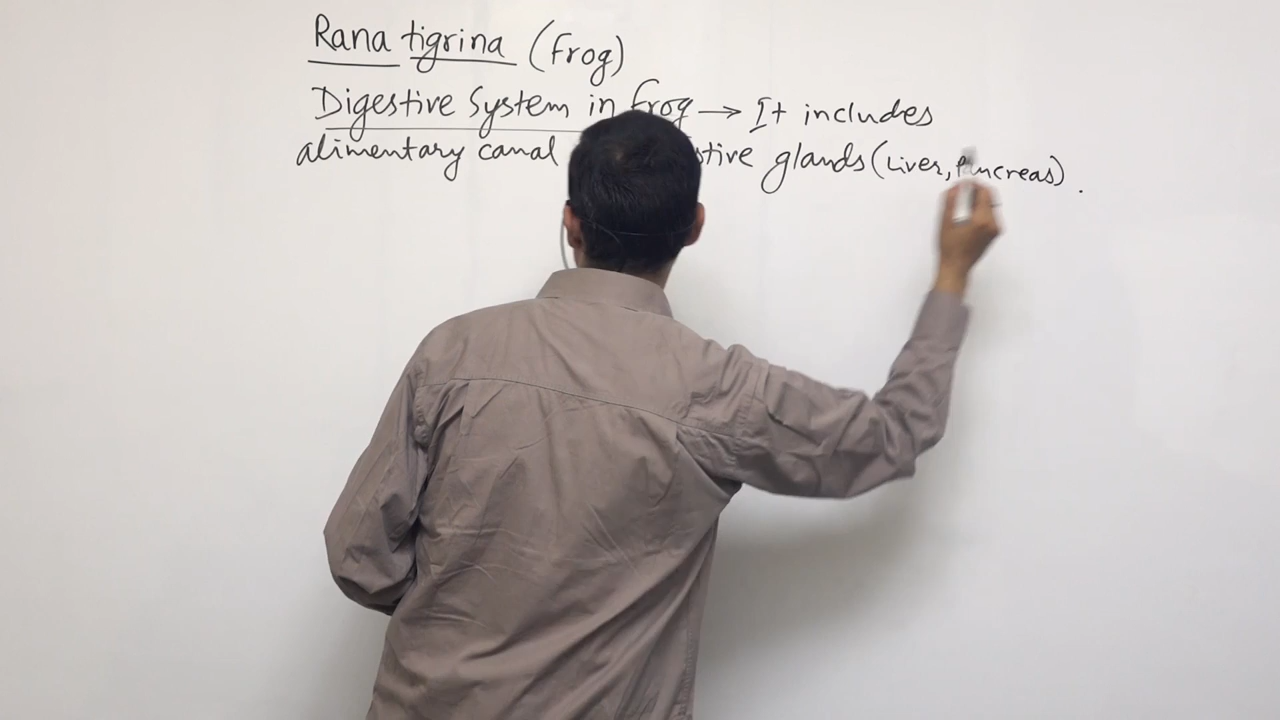 Rana tigrina (frog)
Digestive System in frog → It includes
alimentary canal stive glands (Liver, Pancreas).